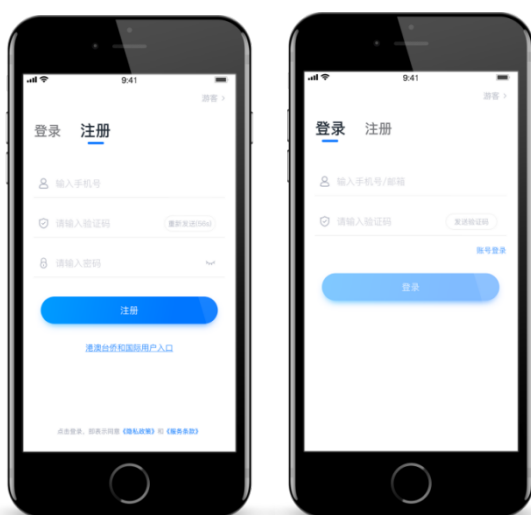 9:41
游客 >
登录 注册
输入手机号
请输入验证码 重新发送(59s)
请输入密码
注册
港澳台侨和国际用户入口
点击登录，即表示同意《隐私政策》和《服务条款》
9:41
游客 >
登录 注册
输入手机号/邮箱
请输入验证码 发送验证码
账号登录
登录